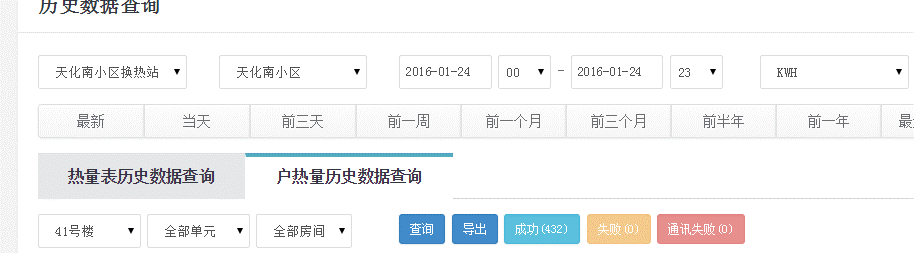 历史数据查询
天化南小区换热站 天化南小区 2016-01-24 00 - 2016-01-24 23 KWH
最新 当天 前三天 前一周 前一个月 前三个月 前半年 前一年
热量表历史数据查询 户热量历史数据查询
41号楼 全部单元 全部房间 查询 导出 成功(432) 失败(0) 通讯失败(0)